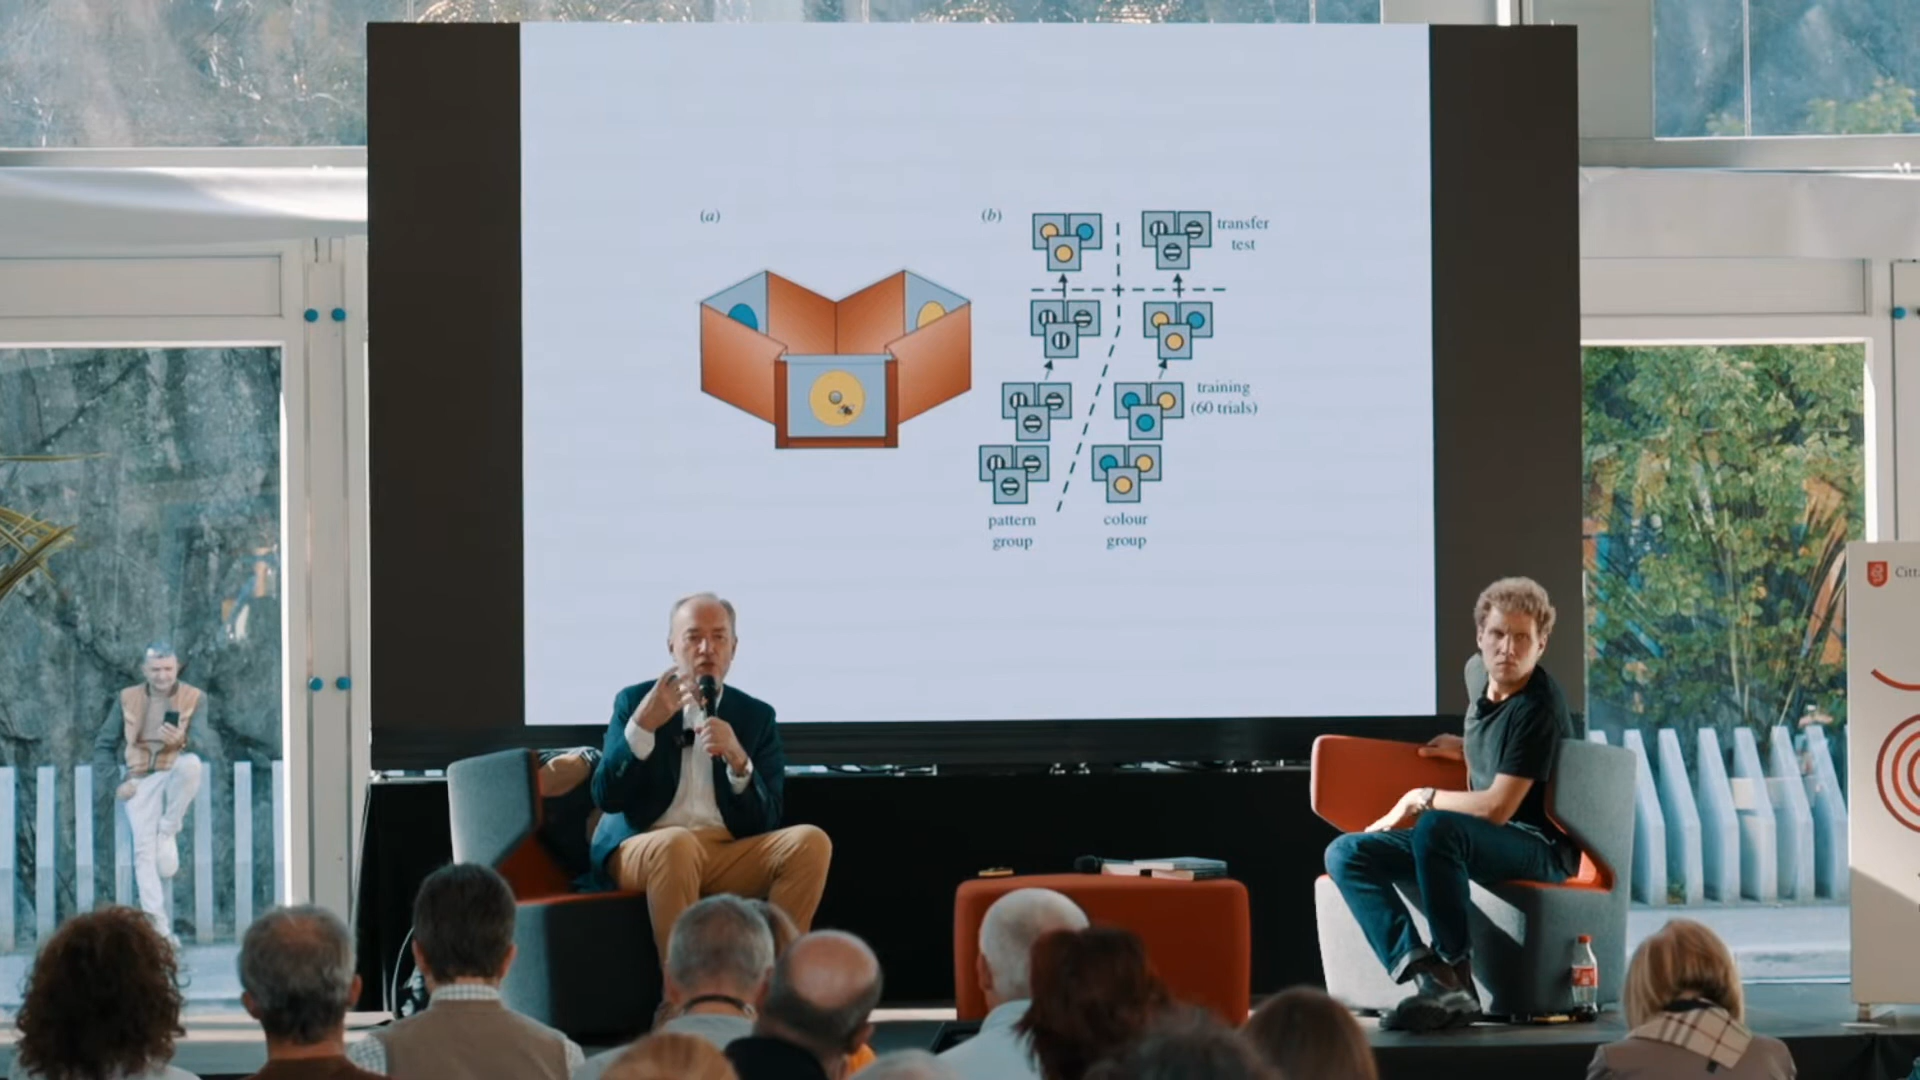 (a)
(b)
transfer
test
training
(60 trials)
pattern
group
colour
group